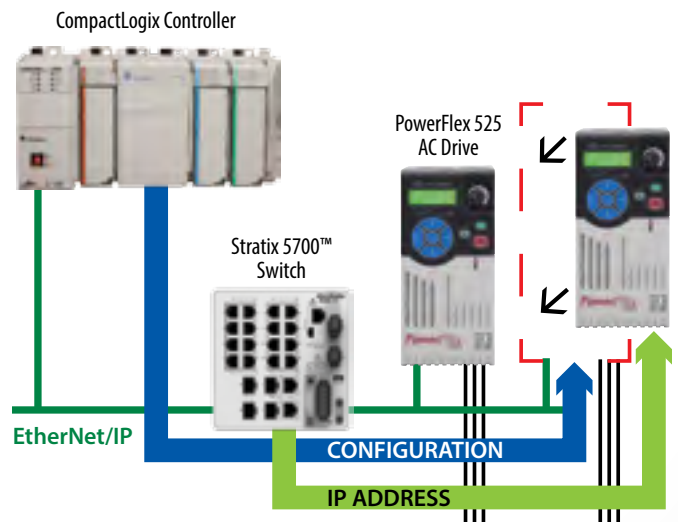 CompactLogix Controller
PowerFlex 525
AC Drive
Stratix 5700™
Switch
EtherNet/IP
CONFIGURATION
IP ADDRESS